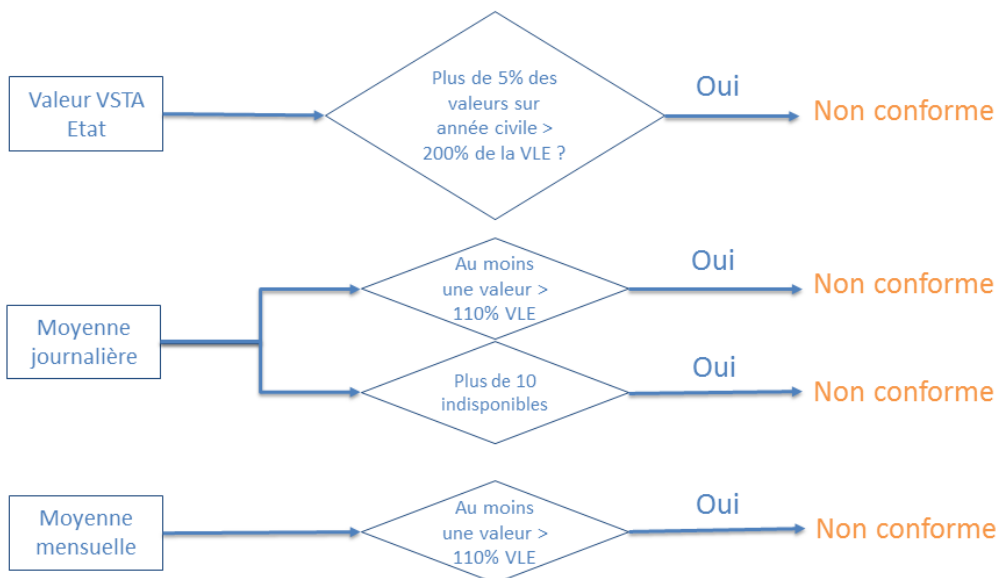 Valeur VSTA
Etat
Plus de 5% des
valeurs sur
année civile >
200% de la VLE ?
Oui
Non conforme
Moyenne
journalière
Au moins
une valeur >
110% VLE
Oui
Non conforme
Plus de 10
indisponibles
Oui
Non conforme
Moyenne
mensuelle
Au moins
une valeur >
110% VLE
Oui
Non conforme